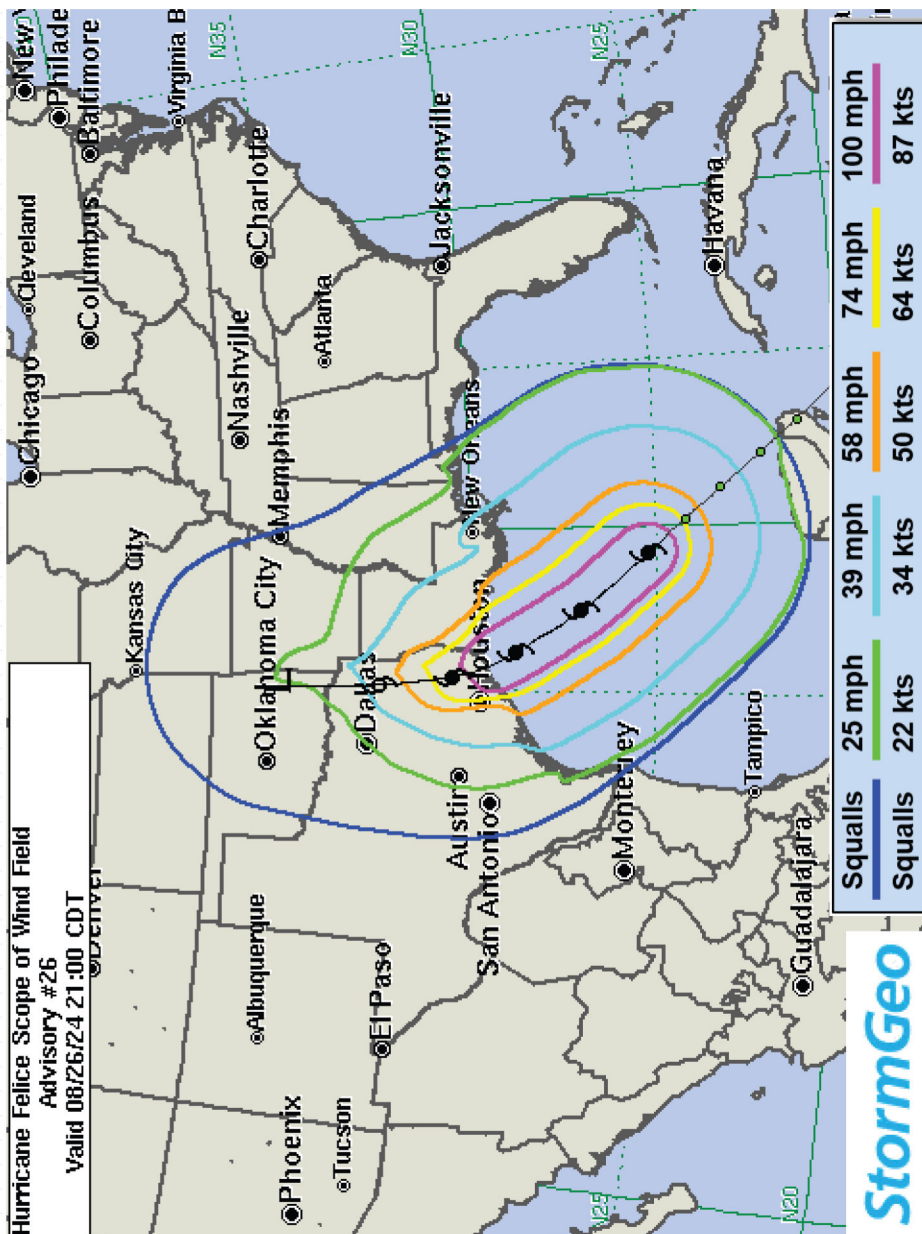 Hurricane Felice Scope of Wind Field
Advisory #26
Valid 08/26/24 21:00 CDT
Denver
Chicago
Cleveland
New
Philade
Columbus
Baltimore
Kansas City
Virginia B
N35
Phoenix
Albuquerque
Oklahoma City
Nashville
Charlotte
Memphis
Tucson
Atlanta
El Paso
Dallas
N30
Jacksonville
Austin
San Antonio
Houston
New Orleans
N25
N25
Monterrey
Havana
Tampico
N20
Guadalajara
StormGeo
Squalls 25 mph 39 mph 58 mph 74 mph 100 mph
Squalls 22 kts 34 kts 50 kts 64 kts 87 kts